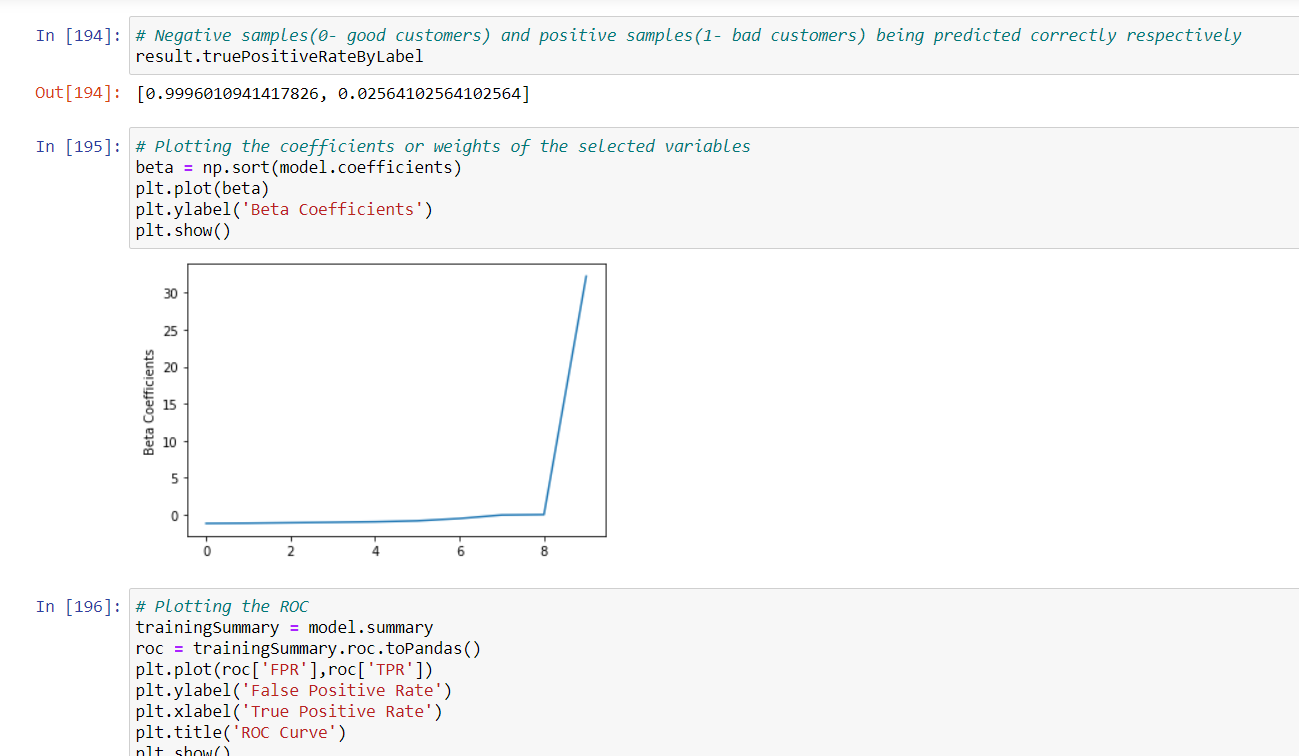 In [194]: # Negative samples(0- good customers) and positive samples(1- bad customers) being predicted correctly respectively
result.truePositiveRateByLabel
Out[194]: [0.9996010941417826, 0.02564102564102564]
In [195]: # Plotting the coefficients or weights of the selected variables
beta = np.sort(model.coefficients)
plt.plot(beta)
plt.ylabel('Beta Coefficients')
plt.show()
30
25
20
15
10
5
0
Beta Coefficients
0 2 4 6 8
In [196]: # Plotting the ROC
trainingSummary = model.summary
roc = trainingSummary.roc.toPandas()
plt.plot(roc['FPR'],roc['TPR'])
plt.ylabel('False Positive Rate')
plt.xlabel('True Positive Rate')
plt.title('ROC Curve')
plt.show()